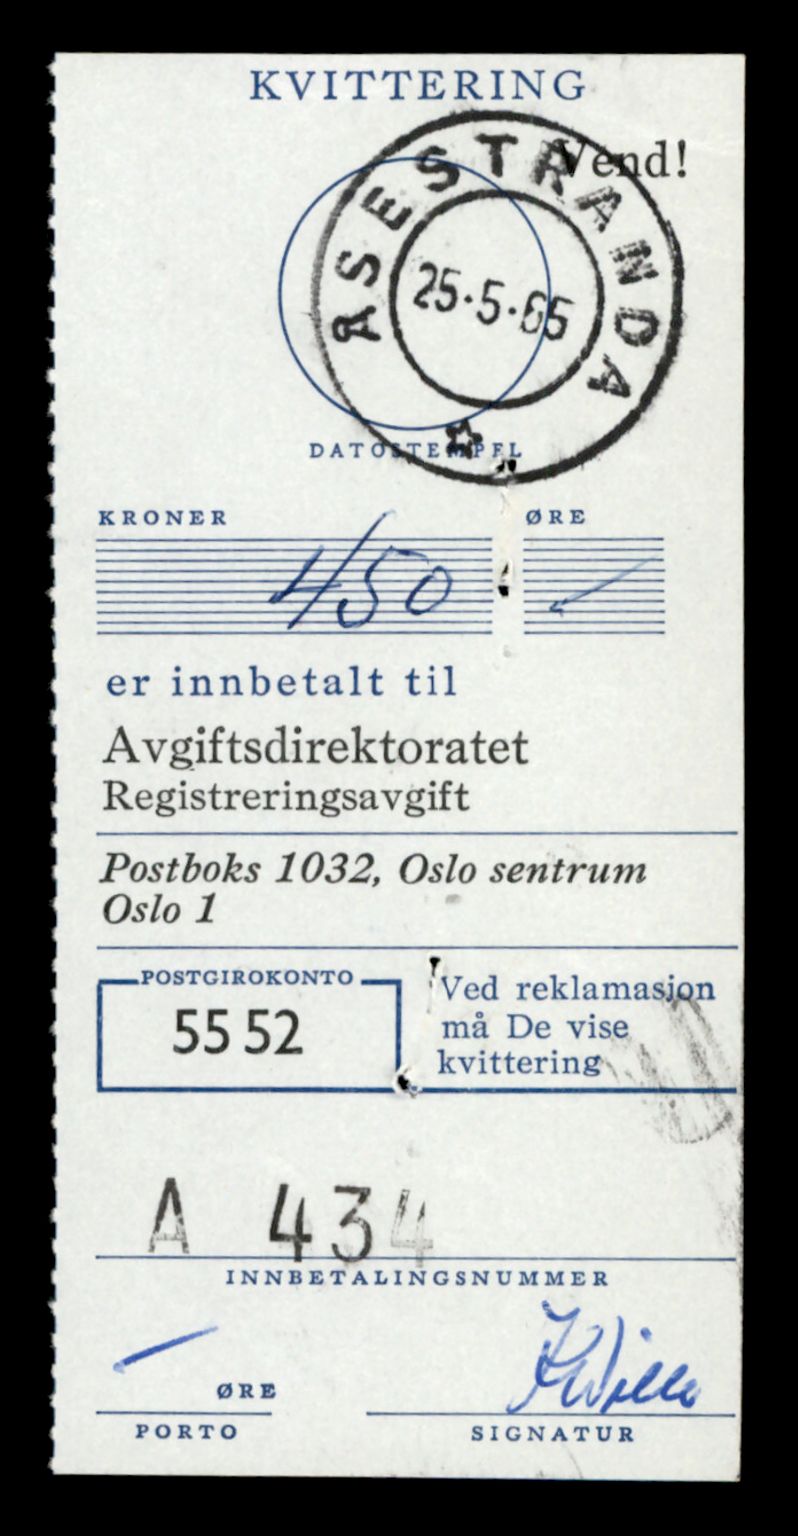 KVITTERING
Vend!
ÅSESTRANDA
25·5·65
DATOSTEMPEL
KRONER ØRE
450
er innbetalt til
Avgiftsdirektoratet
Registreringsavgift
Postboks 1032, Oslo sentrum
Oslo 1
POSTGIROKONTO
55 52
Ved reklamasjon
må De vise
kvittering
A 434
INNBETALINGSNUMMER
ØRE
PORTO
SIGNATUR